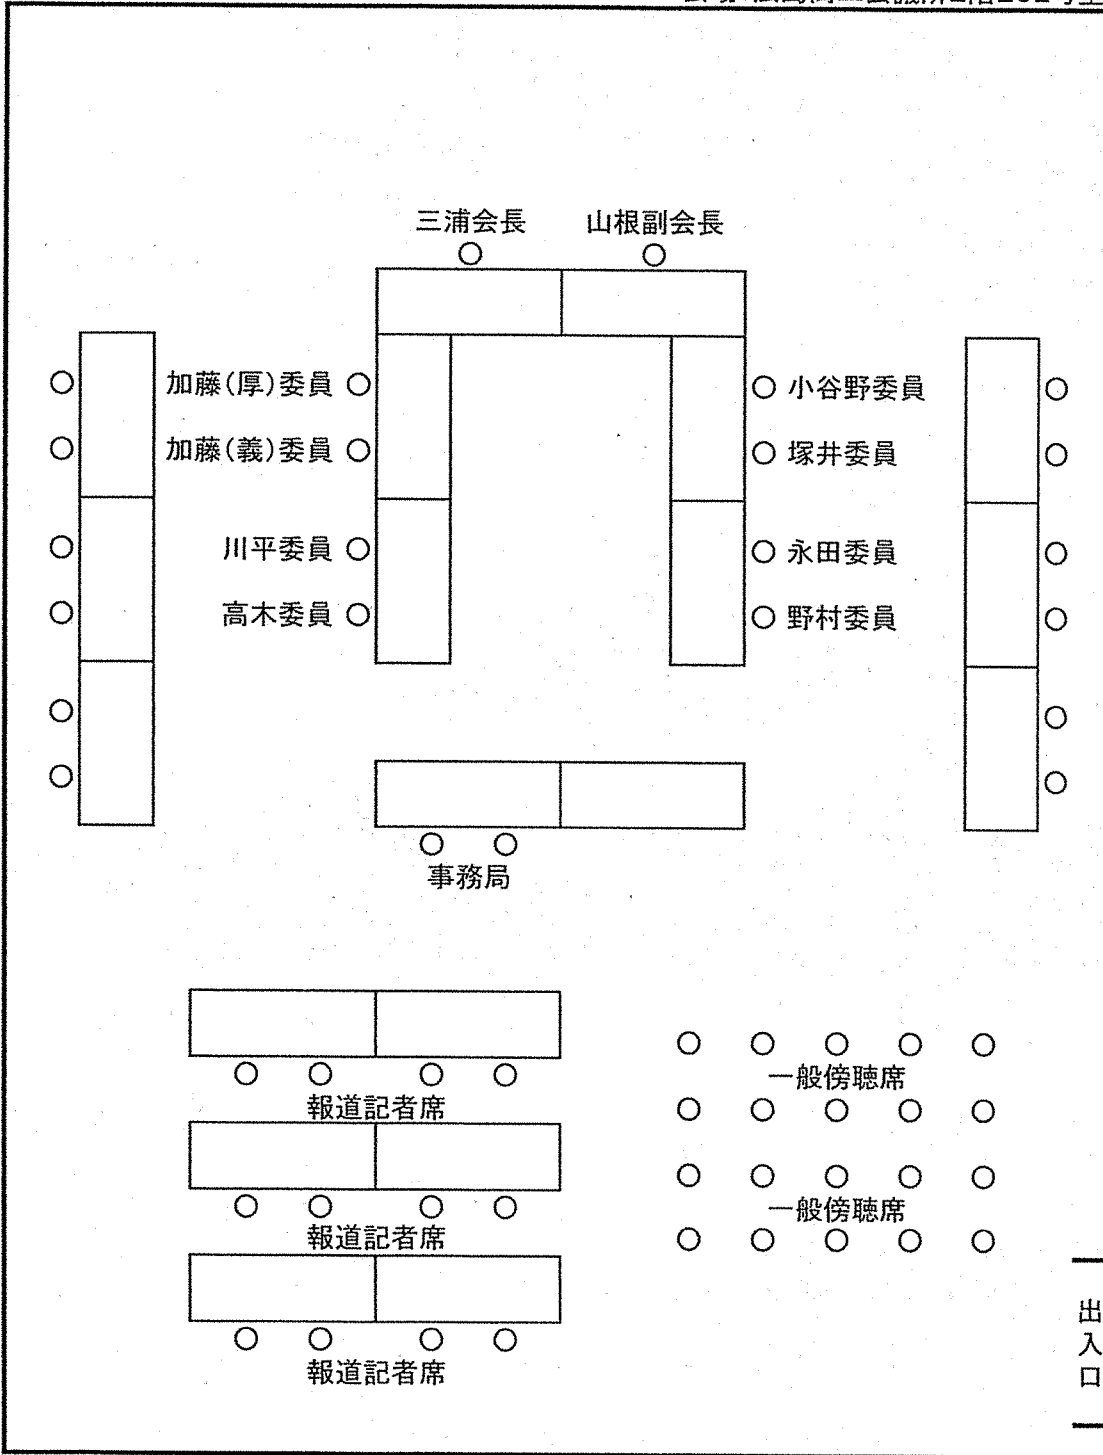 三浦会長 山根副会長
加藤(厚)委員 小谷野委員
加藤(義)委員 塚井委員
川平委員 永田委員
高木委員 野村委員
事務局
一般傍聴席
報道記者席
一般傍聴席
報道記者席
報道記者席
出入口